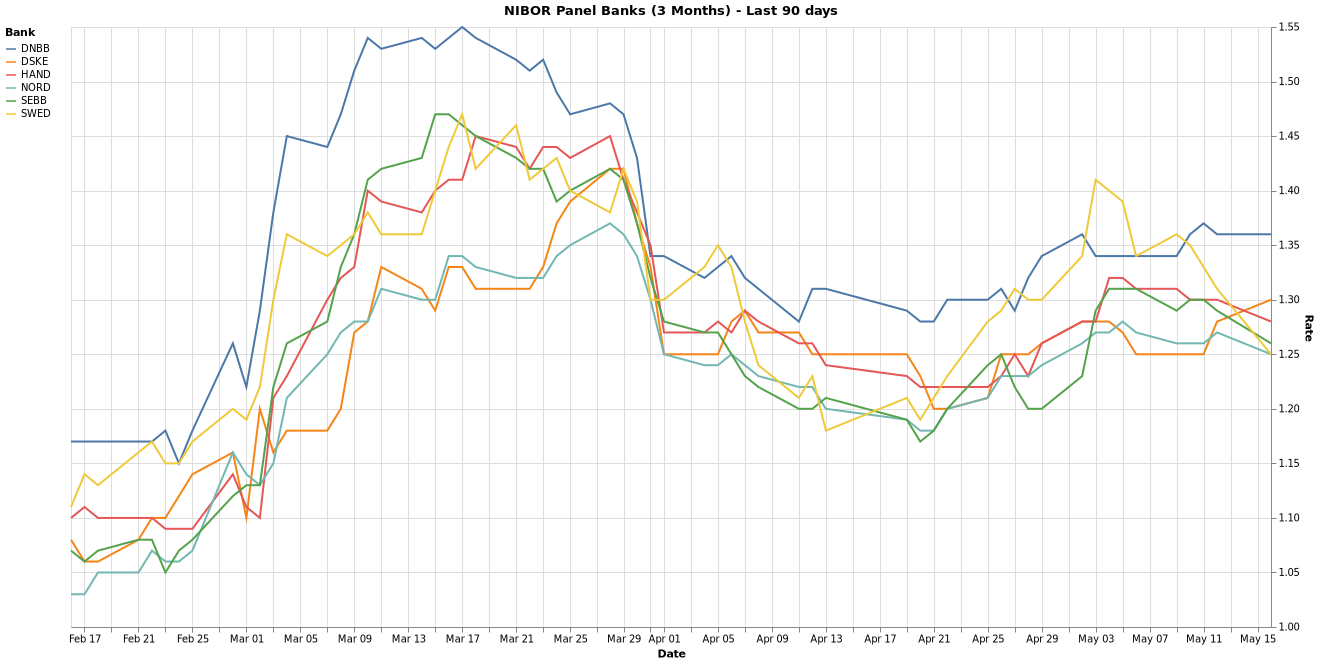 NIBOR Panel Banks (3 Months) - Last 90 days
Bank
DNBB
DSKE
HAND
NORD
SEBB
SWED
1.55
1.50
1.45
1.40
1.35
1.30
1.25
1.20
1.15
1.10
1.05
1.00
Rate
Feb 17 Feb 21 Feb 25 Mar 01 Mar 05 Mar 09 Mar 13 Mar 17 Mar 21 Mar 25 Mar 29 Apr 01 Apr 05 Apr 09 Apr 13 Apr 17 Apr 21 Apr 25 Apr 29 May 03 May 07 May 11 May 15
Date